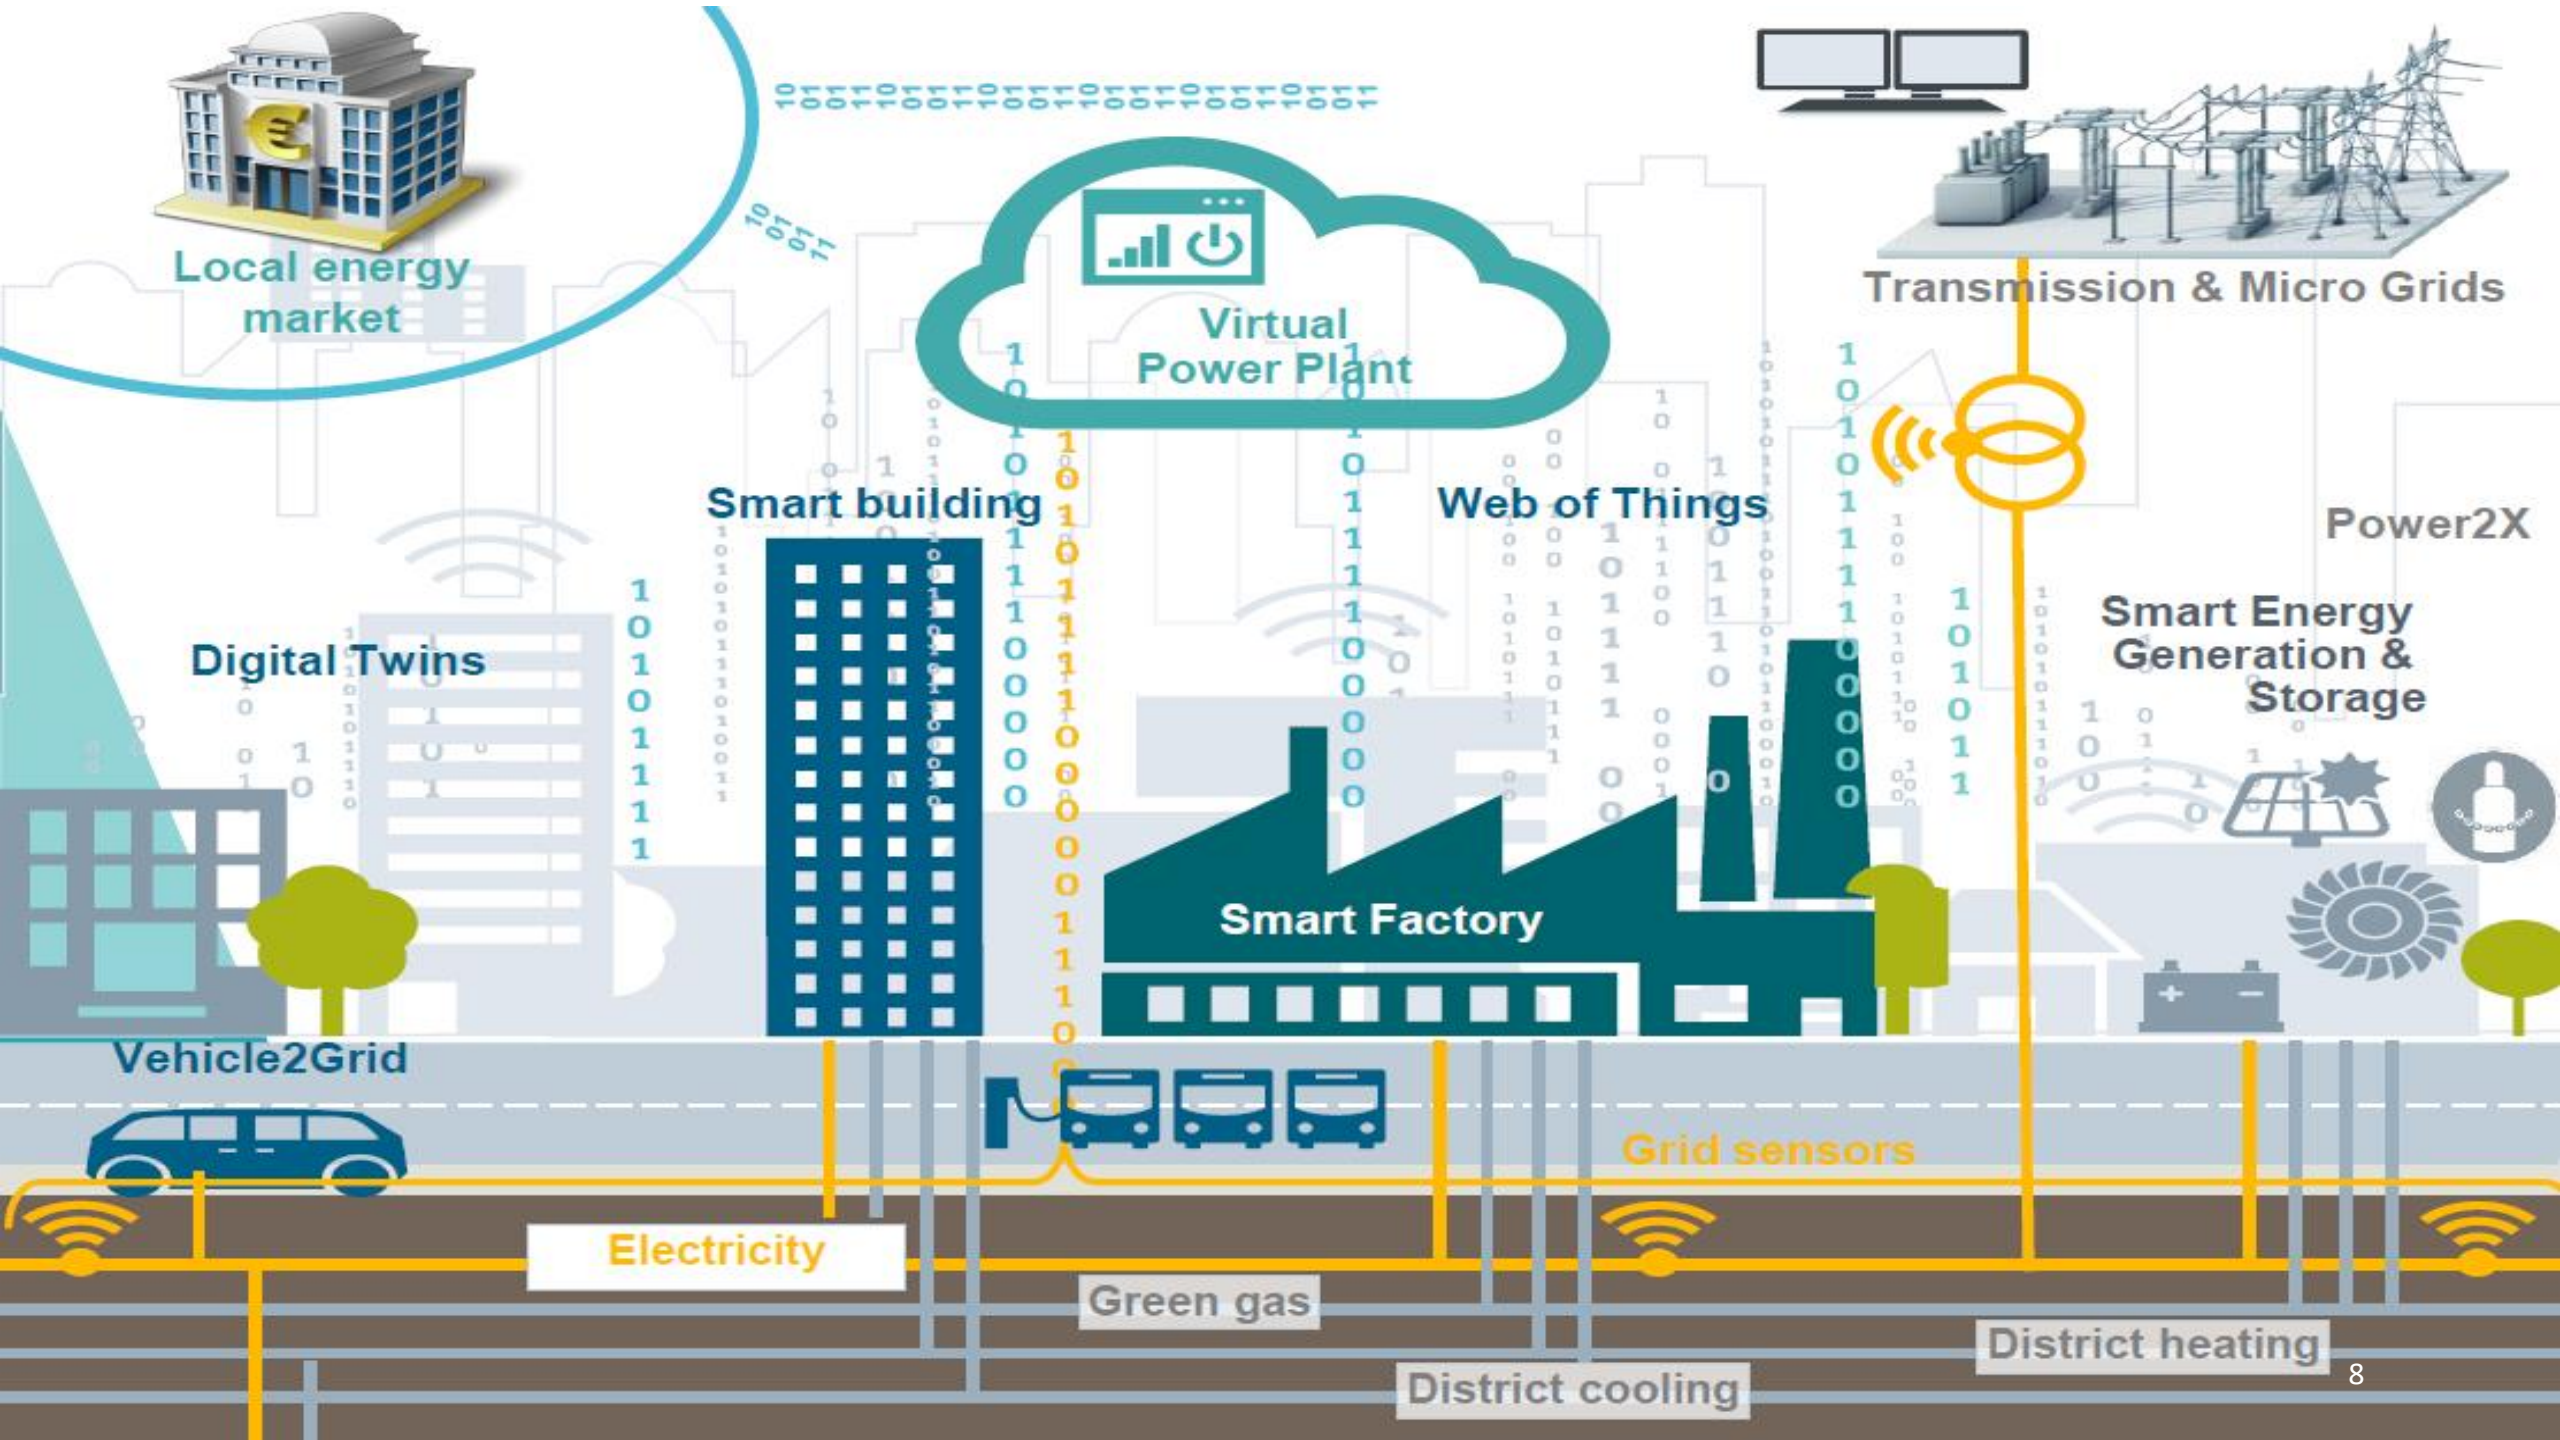 Local energy
market
Virtual
Power Plant
Transmission & Micro Grids
Smart building
Web of Things
Power2X
Smart Energy
Generation &
Storage
Digital Twins
Smart Factory
Vehicle2Grid
Grid sensors
Electricity
Green gas
District heating
8
District cooling